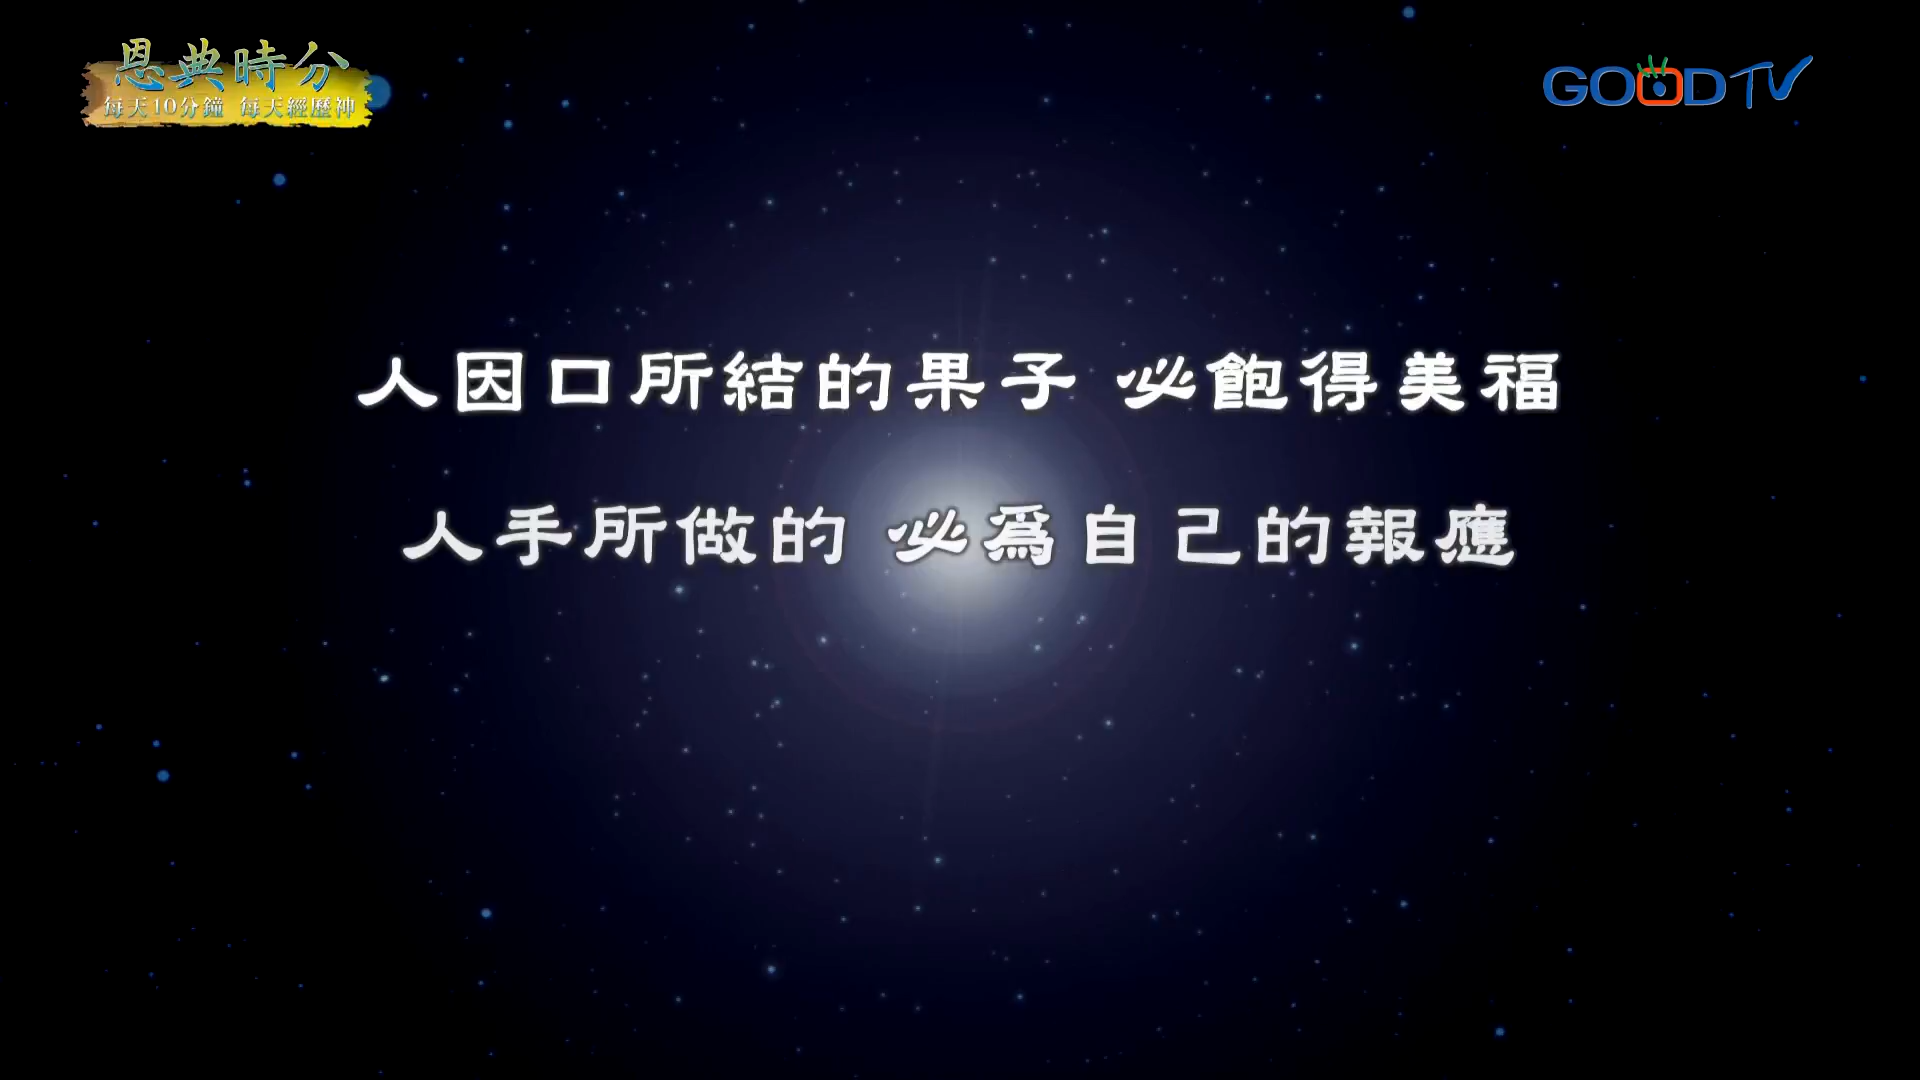 恩典時分
每天10分鐘 每天經歷神
GOOD TV
人因口所結的果子 必飽得美福
人手所做的 必為自己的報應